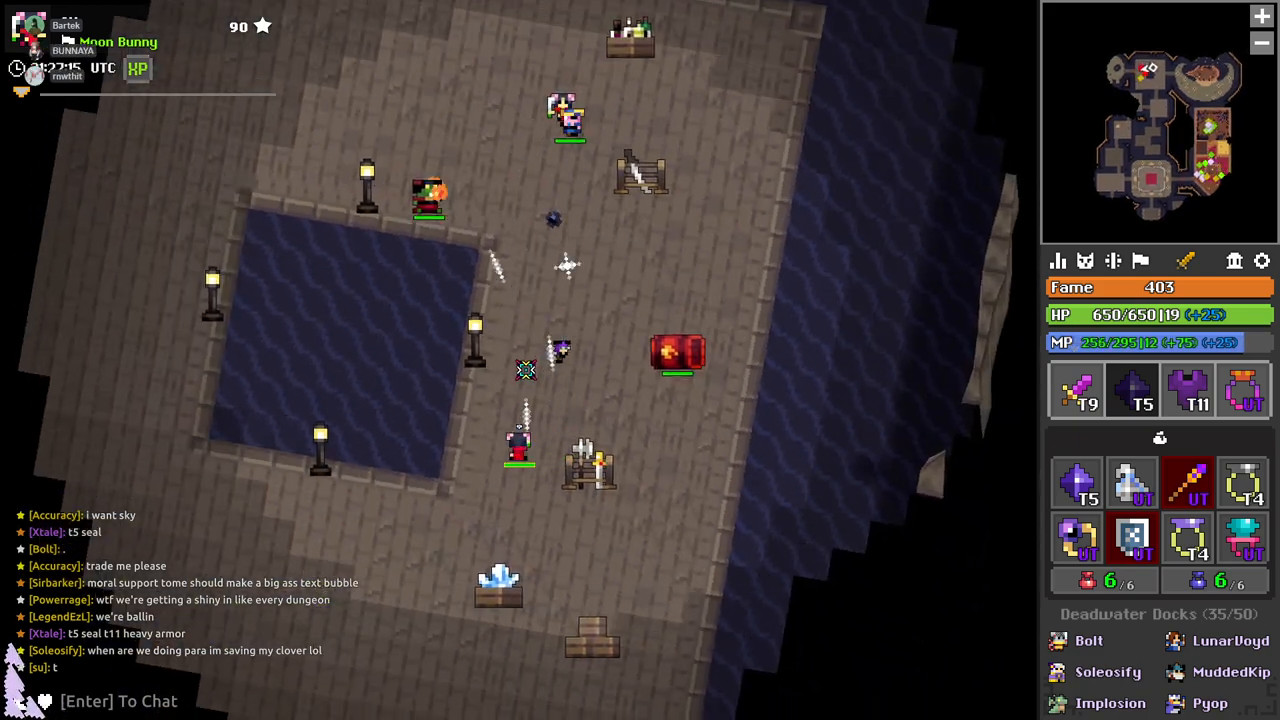 Bartek
90
Moon Bunny
BUNNAYA
:27:15 UTC XP
rnwthit
Fame 403
HP 650/650|19 (+25)
MP 256/295|12 (+75) (+25)
T9 T5 T11 UT
T5 UT UT T4
UT UT T4 UT
6/6 6/6
Deadwater Docks (35/50)
Bolt LunarVoyd
Soleosify MuddedKip
Implosion Pyop
[Accuracy]: i want sky
[Xtale]: t5 seal
[Bolt]: .
[Accuracy]: trade me please
[Sirbarker]: moral support tome should make a big ass text bubble
[Powerrage]: wtf we're getting a shiny in like every dungeon
[LegendEzL]: we're ballin
[Xtale]: t5 seal t11 heavy armor
[Soleosify]: when are we doing para im saving my clover lol
[su]: t
[Enter] To Chat